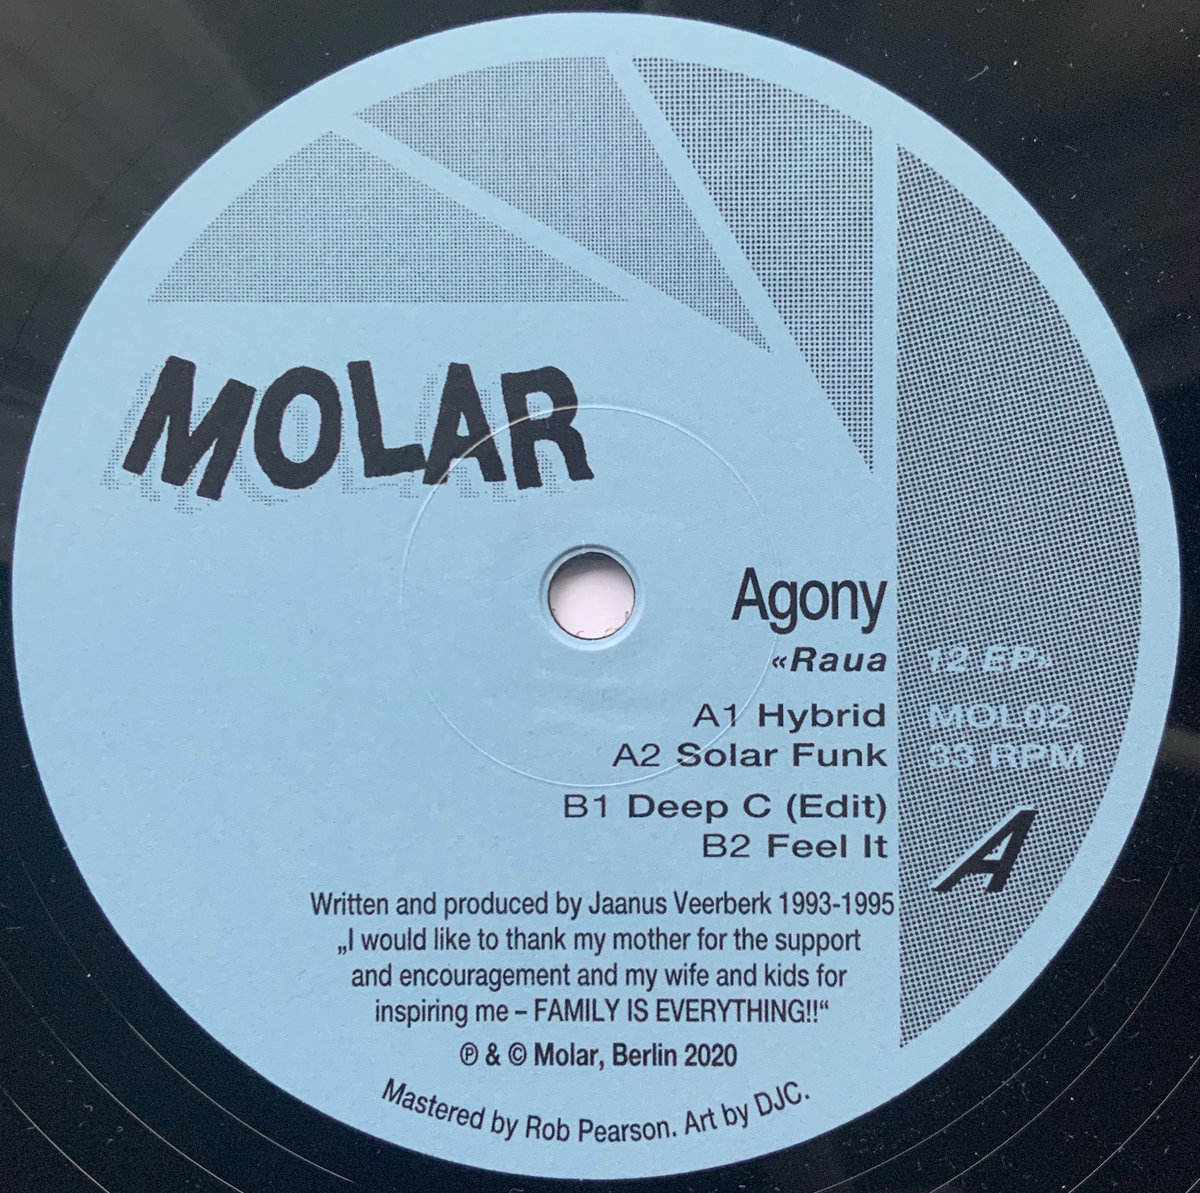 MOLAR
Agony
«Raua 12 EP»
A1 Hybrid MOL02
A2 Solar Funk 33 RPM
B1 Deep C (Edit)
B2 Feel It
A
Written and produced by Jaanus Veerberk 1993-1995
„I would like to thank my mother for the support
and encouragement and my wife and kids for
inspiring me – FAMILY IS EVERYTHING!!“
℗ & © Molar, Berlin 2020
Mastered by Rob Pearson. Art by DJC.